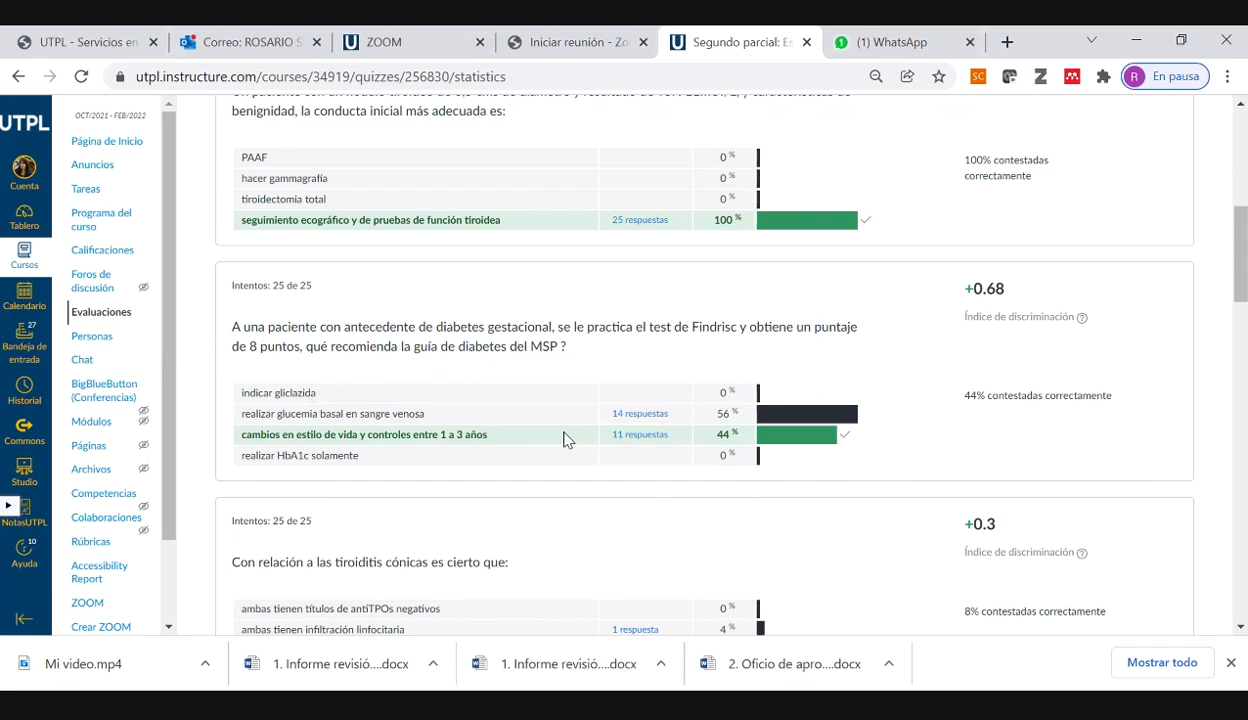 UTPL - Servicios en
Correo: ROSARIO S
ZOOM
Iniciar reunión - Zo
Segundo parcial: Es
(1) WhatsApp
utpl.instructure.com/courses/34919/quizzes/256830/statistics
SC
R En pausa
UTPL
Cuenta
Tablero
Cursos
Calendario
27
Bandeja de
entrada
Historial
Commons
Studio
NotasUTPL
10
Ayuda
OCT/2021 - FEB/2022
Página de Inicio
Anuncios
Tareas
Programa del
curso
Calificaciones
Foros de
discusión
Evaluaciones
Personas
Chat
BigBlueButton
(Conferencias)
Módulos
Páginas
Archivos
Competencias
Colaboraciones
Rúbricas
Accessibility
Report
ZOOM
Crear ZOOM
benignidad, la conducta inicial más adecuada es:
PAAF 0 %
hacer gammagrafía 0 %
tiroidectomia total 0 %
seguimiento ecográfico y de pruebas de función tiroidea 25 respuestas 100 %
100% contestadas
correctamente
Intentos: 25 de 25
+0.68
Índice de discriminación ?
A una paciente con antecedente de diabetes gestacional, se le practica el test de Findrisc y obtiene un puntaje
de 8 puntos, qué recomienda la guía de diabetes del MSP ?
indicar gliclazida 0 %
realizar glucemia basal en sangre venosa 14 respuestas 56 %
cambios en estilo de vida y controles entre 1 a 3 años 11 respuestas 44 %
realizar HbA1c solamente 0 %
44% contestadas correctamente
Intentos: 25 de 25
+0.3
Índice de discriminación ?
Con relación a las tiroiditis cónicas es cierto que:
ambas tienen títulos de antiTPOs negativos 0 %
ambas tienen infiltración linfocitaria 1 respuesta 4 %
8% contestadas correctamente
Mi video.mp4
1. Informe revisió....docx
1. Informe revisió....docx
2. Oficio de apro....docx
Mostrar todo